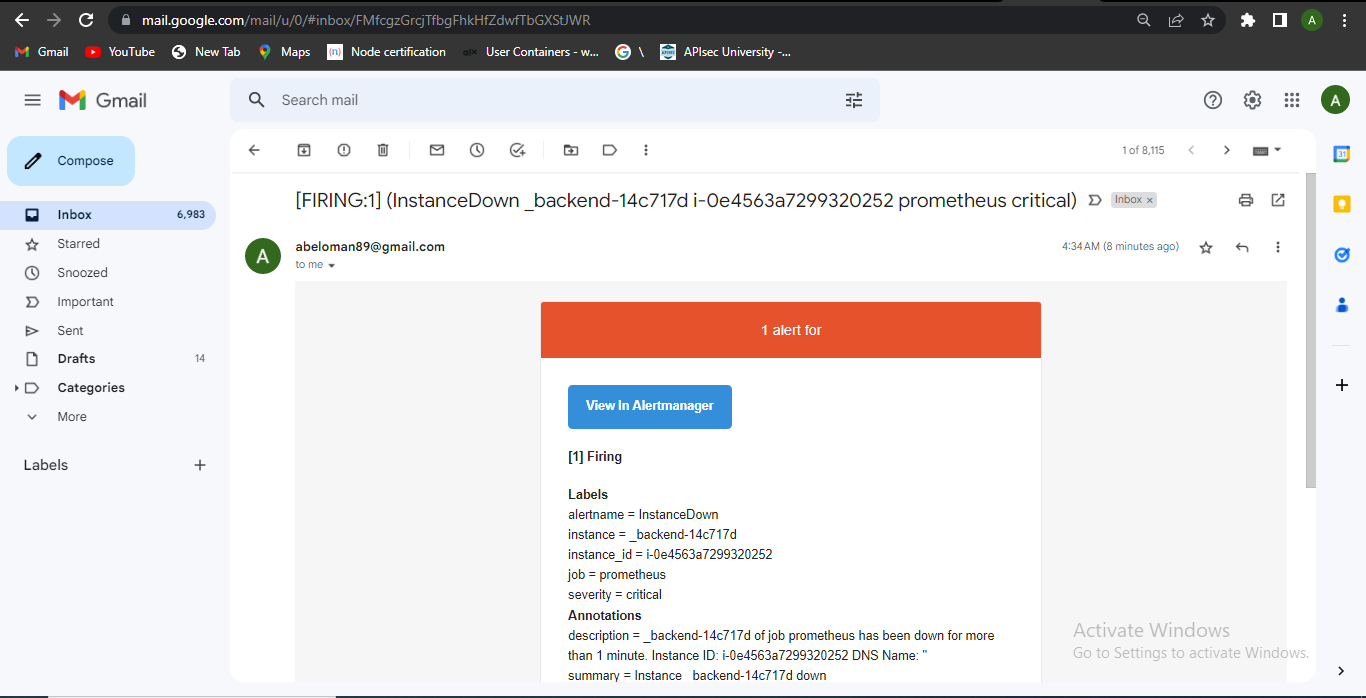 mail.google.com/mail/u/0/#inbox/FMfcgzGrcjTfbgFhkHfZdwfTbGXStJWR
A
Gmail YouTube New Tab Maps Node certification User Containers - w... \ APIsec University -...
Gmail
Search mail
A
Compose
1 of 8,115
Inbox 6,983
Starred
Snoozed
Important
Sent
Drafts 14
Categories
More
Labels
[FIRING:1] (InstanceDown _backend-14c717d i-0e4563a7299320252 prometheus critical)
Inbox ×
A
abeloman89@gmail.com
4:34 AM (8 minutes ago)
to me
1 alert for
View In Alertmanager
[1] Firing
Labels
alertname = InstanceDown
instance = _backend-14c717d
instance_id = i-0e4563a7299320252
job = prometheus
severity = critical
Annotations
description = _backend-14c717d of job prometheus has been down for more
than 1 minute. Instance ID: i-0e4563a7299320252 DNS Name: "
summary = Instance _backend-14c717d down
Activate Windows
Go to Settings to activate Windows.